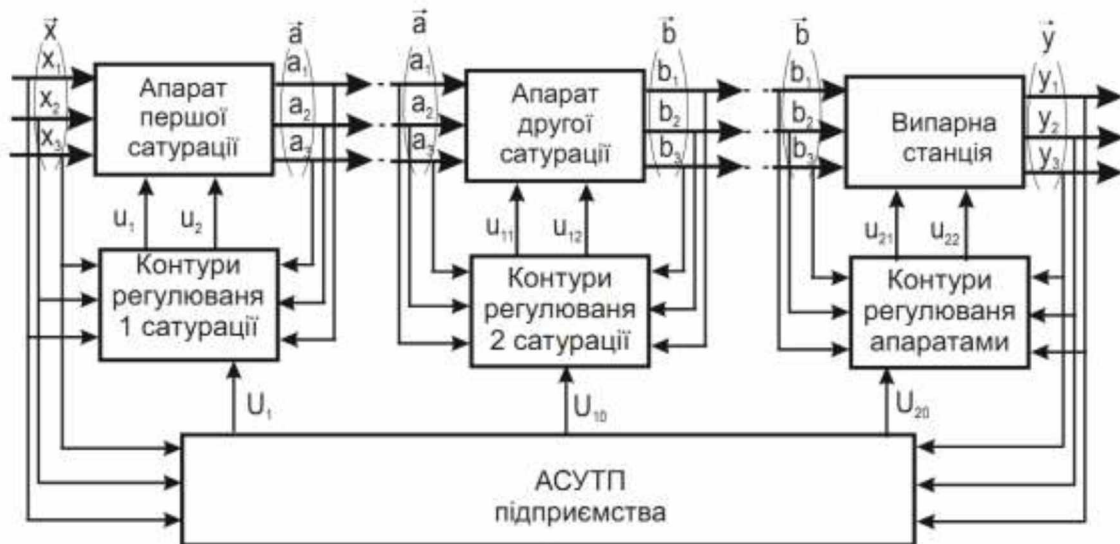 x⃗
a⃗
a⃗
b⃗
b⃗
y⃗
x₁
x₂
x₃
Апарат
першої
сатурації
a₁
a₂
a₃
a₁
a₂
a₃
Апарат
другої
сатурації
b₁
b₂
b₃
b₁
b₂
b₃
Випарна
станція
y₁
y₂
y₃
u₁
u₂
u₁₁
u₁₂
u₂₁
u₂₂
Контури
регулюваня
1 сатурації
Контури
регулюваня
2 сатурації
Контури
регулюваня
апаратами
U₁
U₁₀
U₂₀
АСУТП
підприємства